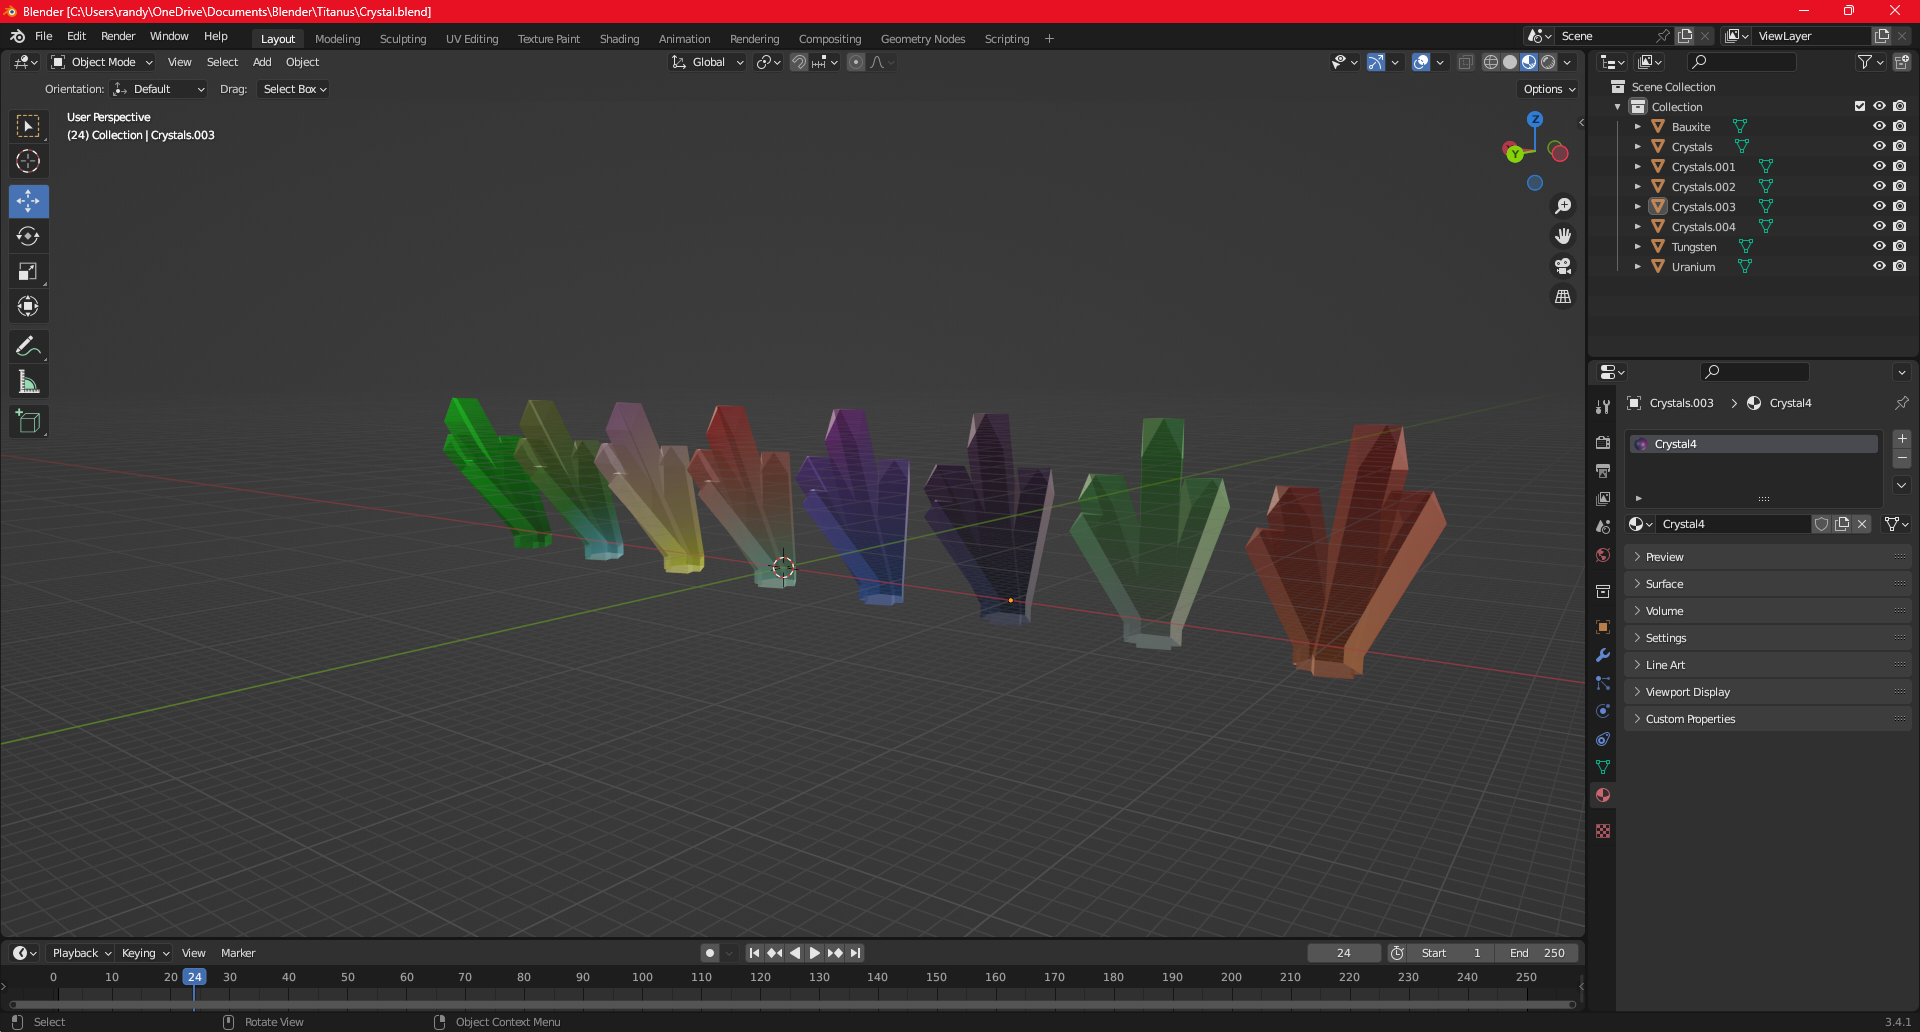 Blender [C:\Users\randy\OneDrive\Documents\Blender\Titanus\Crystal.blend]
File Edit Render Window Help
Layout Modeling Sculpting UV Editing Texture Paint Shading Animation Rendering Compositing Geometry Nodes Scripting +
Scene
ViewLayer
Object Mode View Select Add Object
Global
Orientation: Default Drag: Select Box
Options
User Perspective
(24) Collection | Crystals.003
Z
Y
Scene Collection
Collection
Bauxite
Crystals
Crystals.001
Crystals.002
Crystals.003
Crystals.004
Tungsten
Uranium
Crystals.003 > Crystal4
Crystal4
Crystal4
Preview
Surface
Volume
Settings
Line Art
Viewport Display
Custom Properties
Playback Keying View Marker
24
Start 1
End 250
0 10 20 24 30 40 50 60 70 80 90 100 110 120 130 140 150 160 170 180 190 200 210 220 230 240 250
Select
Rotate View
Object Context Menu
3.4.1